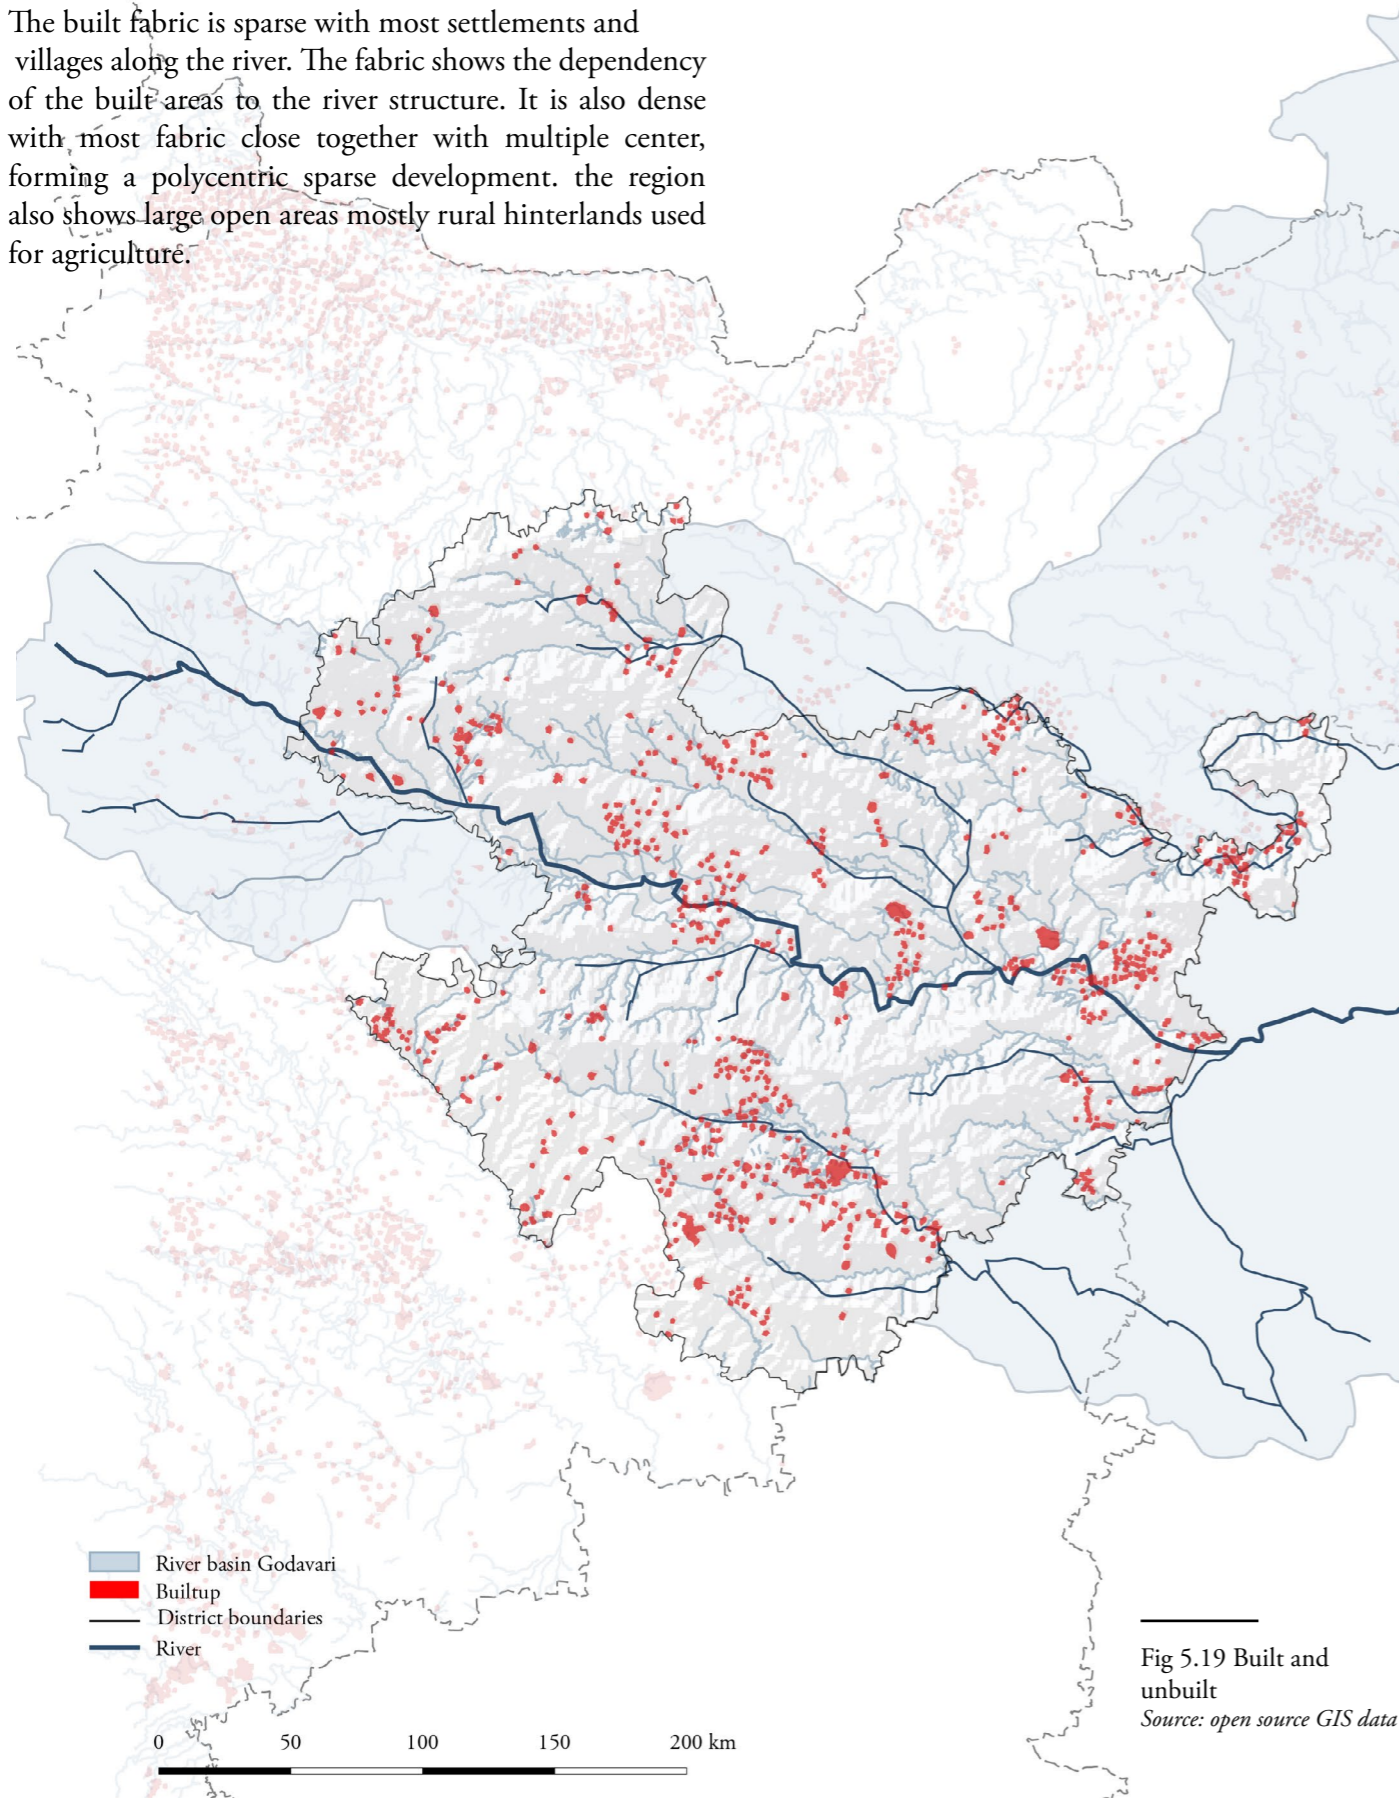 The built fabric is sparse with most settlements and
villages along the river. The fabric shows the dependency
of the built areas to the river structure. It is also dense
with most fabric close together with multiple center,
forming a polycentric sparse development. the region
also shows large open areas mostly rural hinterlands used
for agriculture.
River basin Godavari
Builtup
District boundaries
River
0 50 100 150 200 km
Fig 5.19 Built and
unbuilt
Source: open source GIS data